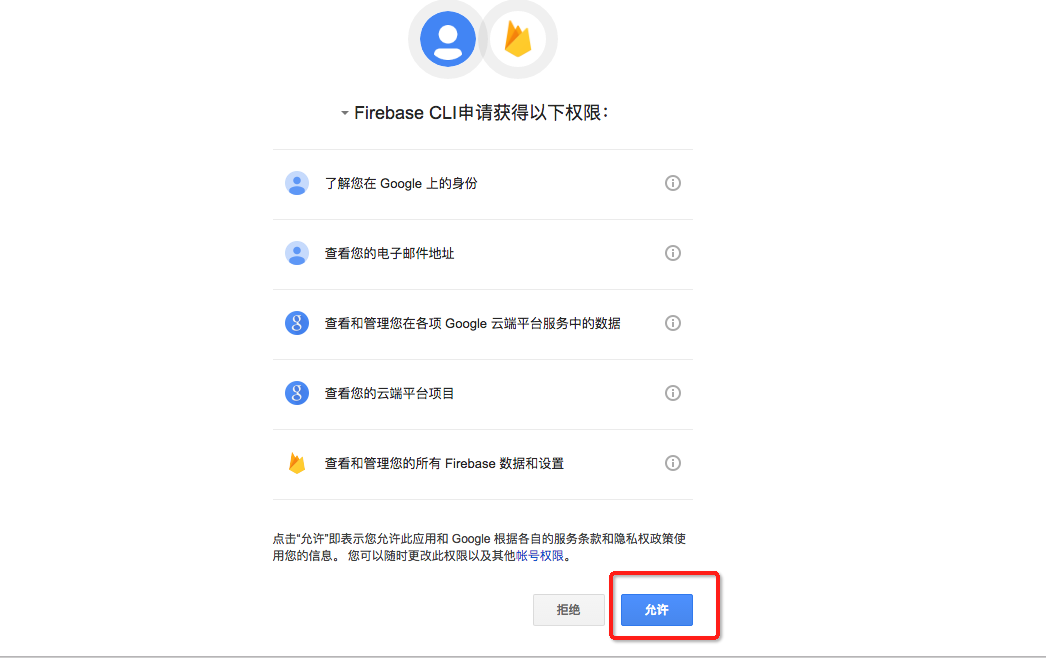 Firebase CLI申请获得以下权限：
了解您在 Google 上的身份
查看您的电子邮件地址
查看和管理您在各项 Google 云端平台服务中的数据
查看您的云端平台项目
查看和管理您的所有 Firebase 数据和设置
点击“允许”即表示您允许此应用和 Google 根据各自的服务条款和隐私权政策使
用您的信息。 您可以随时更改此权限以及其他帐号权限。
拒绝 允许